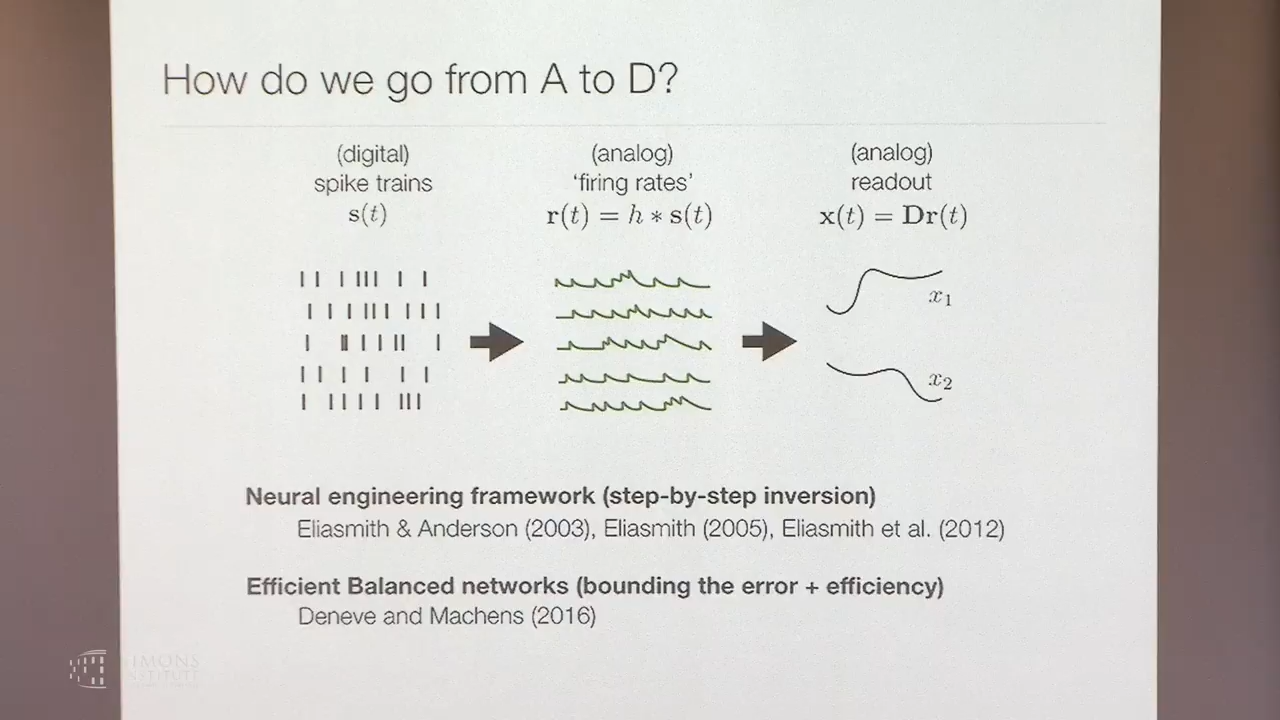 How do we go from A to D?
(digital)
spike trains
s(t)
(analog)
'firing rates'
r(t) = h * s(t)
(analog)
readout
x(t) = Dr(t)
x₁
x₂
Neural engineering framework (step-by-step inversion)
Eliasmith & Anderson (2003), Eliasmith (2005), Eliasmith et al. (2012)
Efficient Balanced networks (bounding the error + efficiency)
Deneve and Machens (2016)
SIMONS
INSTITUTE